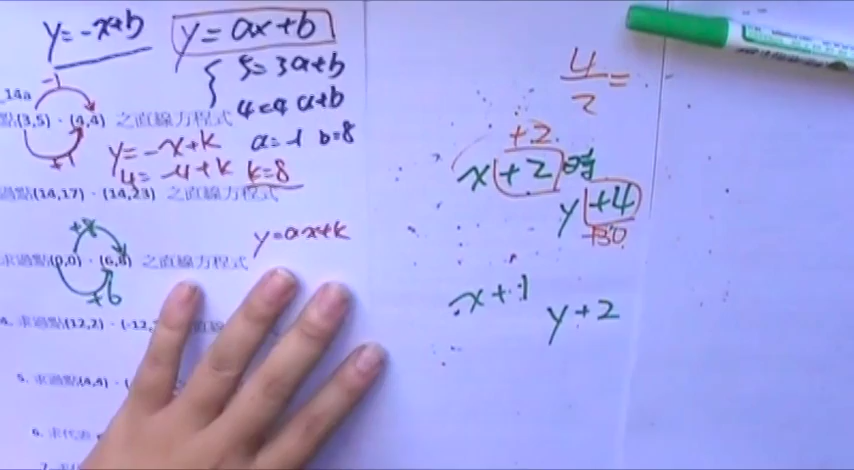 y=-x+b
y=ax+b
5=3a+b
4=4a+b
a=-1 b=8
-1
(3,5)、(4,4) 之直線方程式
+1
y=-x+k
4=-4+k k=8
過點(14,17)、(14,23) 之直線方程式
+8
求過點(0,0)、(6,8) 之直線方程式
+6
y=ax+k
4. 求過點(12,2)、(-12,
5. 求過點(4,4)、(
6. 求代
7.
4/2=
+2
x+2時
y+4
x+1
y+2